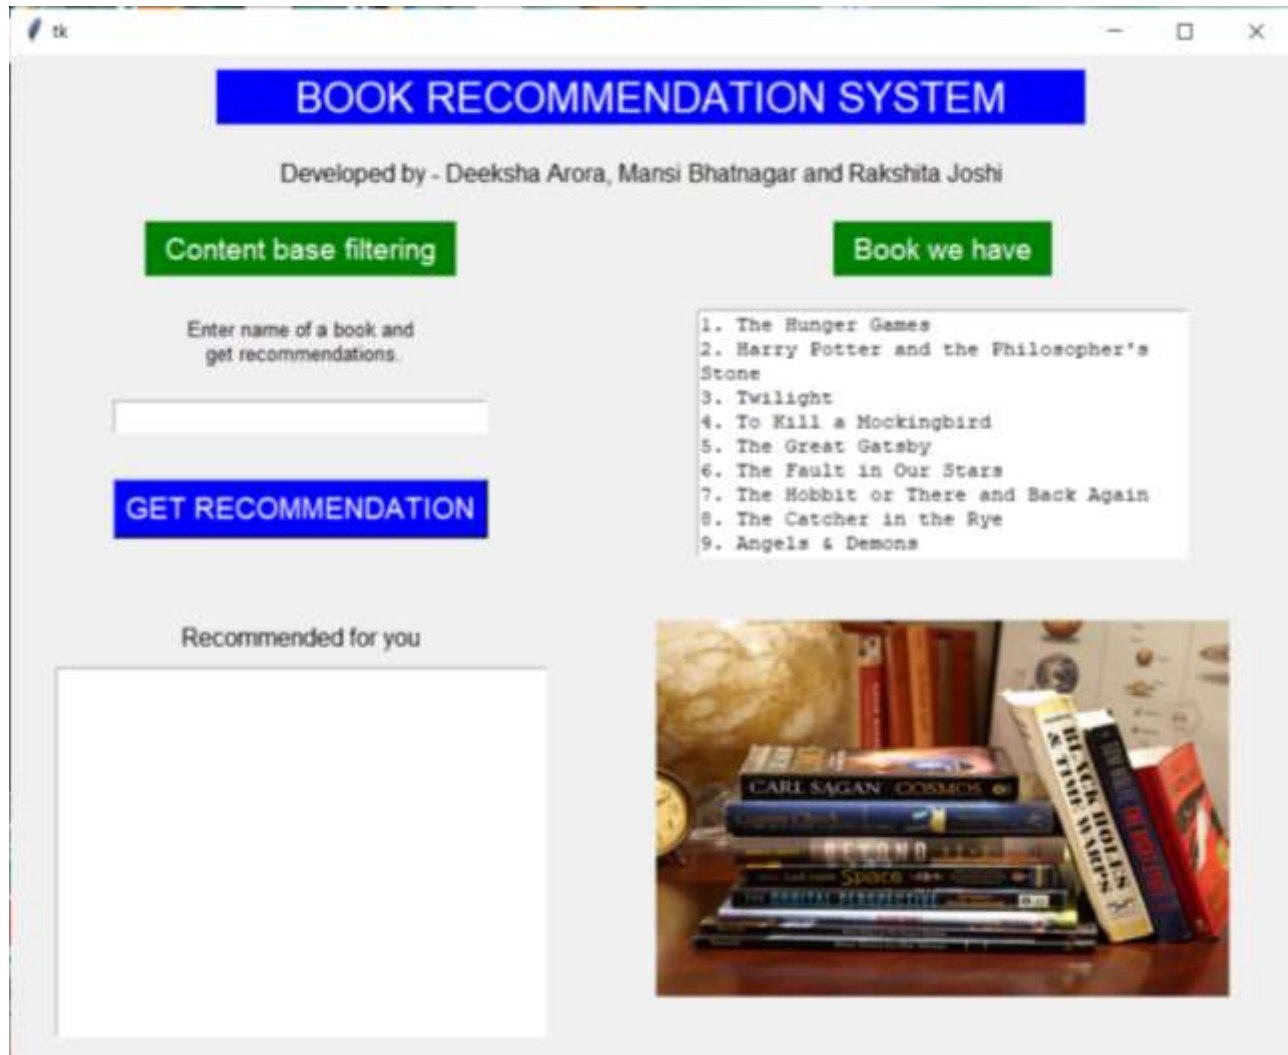 tk
BOOK RECOMMENDATION SYSTEM
Developed by - Deeksha Arora, Mansi Bhatnagar and Rakshita Joshi
Content base filtering
Book we have
Enter name of a book and
get recommendations.
GET RECOMMENDATION
1. The Hunger Games
2. Harry Potter and the Philosopher's
Stone
3. Twilight
4. To Kill a Mockingbird
5. The Great Gatsby
6. The Fault in Our Stars
7. The Hobbit or There and Back Again
8. The Catcher in the Rye
9. Angels & Demons
Recommended for you
CARL SAGAN COSMOS
BEYOND
Space
THE ORBITAL PERSPECTIVE
BLACK HOLES
& TIME WARPS